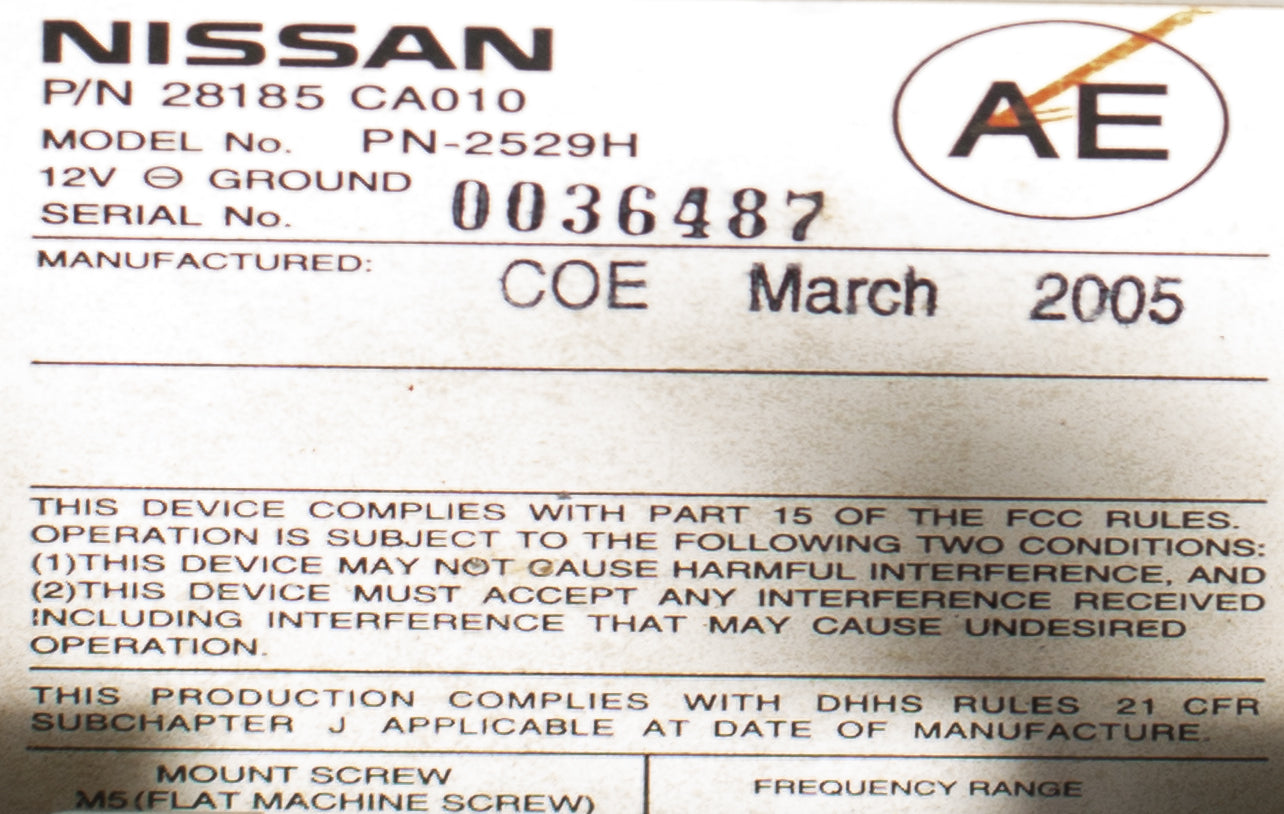 NISSAN
P/N 28185 CA010
AE
MODEL No. PN-2529H
12V ⊖ GROUND
SERIAL No. 0036487
MANUFACTURED: COE March 2005
THIS DEVICE COMPLIES WITH PART 15 OF THE FCC RULES.
OPERATION IS SUBJECT TO THE FOLLOWING TWO CONDITIONS:
(1)THIS DEVICE MAY NOT CAUSE HARMFUL INTERFERENCE, AND
(2)THIS DEVICE MUST ACCEPT ANY INTERFERENCE RECEIVED
INCLUDING INTERFERENCE THAT MAY CAUSE UNDESIRED
OPERATION.
THIS PRODUCTION COMPLIES WITH DHHS RULES 21 CFR
SUBCHAPTER J APPLICABLE AT DATE OF MANUFACTURE.
MOUNT SCREW
M5(FLAT MACHINE SCREW)
FREQUENCY RANGE